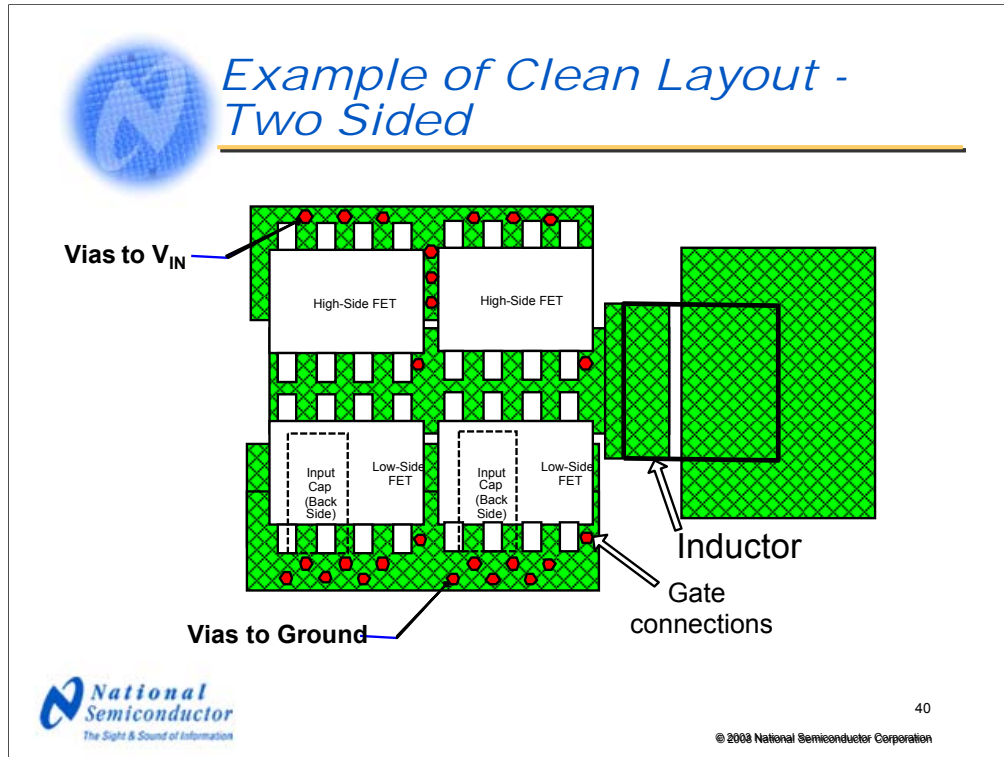 Example of Clean Layout -
Two Sided
Vias to VIN
High-Side FET
High-Side FET
Input
Cap
(Back
Side)
Low-Side
FET
Input
Cap
(Back
Side)
Low-Side
FET
Inductor
Gate
connections
Vias to Ground
National
Semiconductor
The Sight & Sound of Information
40
© 2003 National Semiconductor Corporation